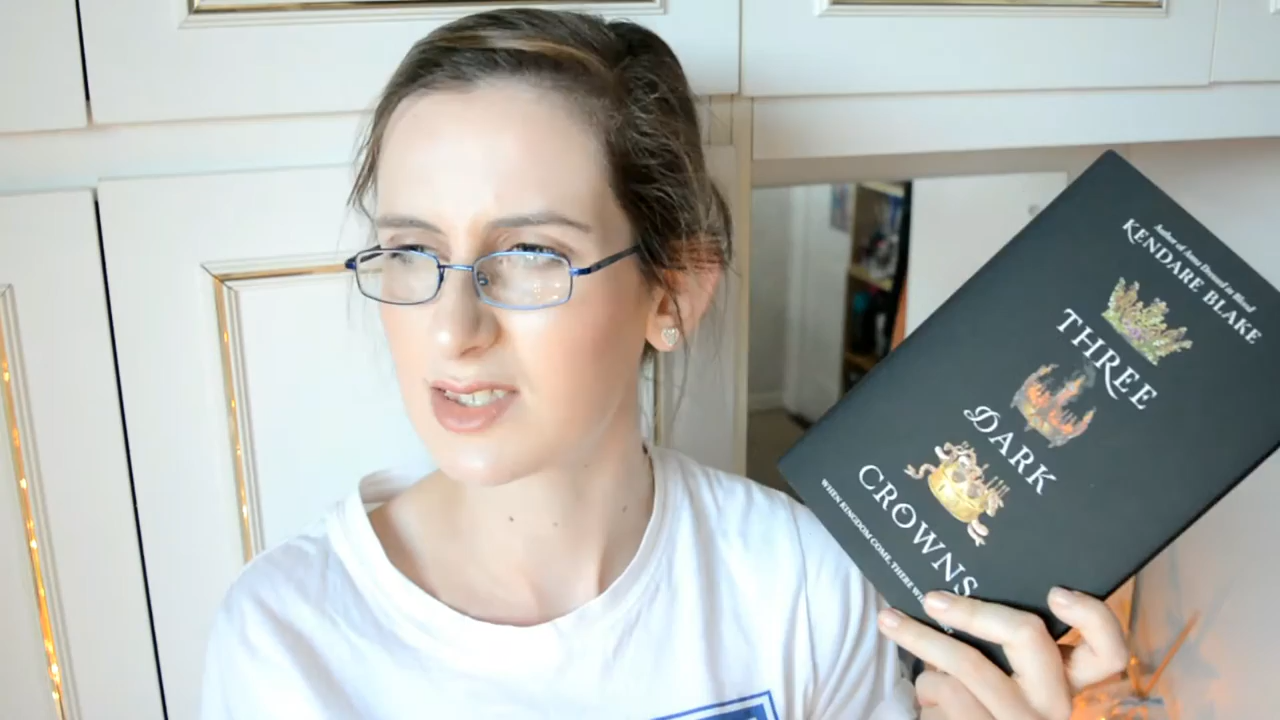 Author of Anna Dressed in Blood
KENDARE BLAKE
THREE
DARK
CROWNS
WHEN KINGDOM COME, THERE